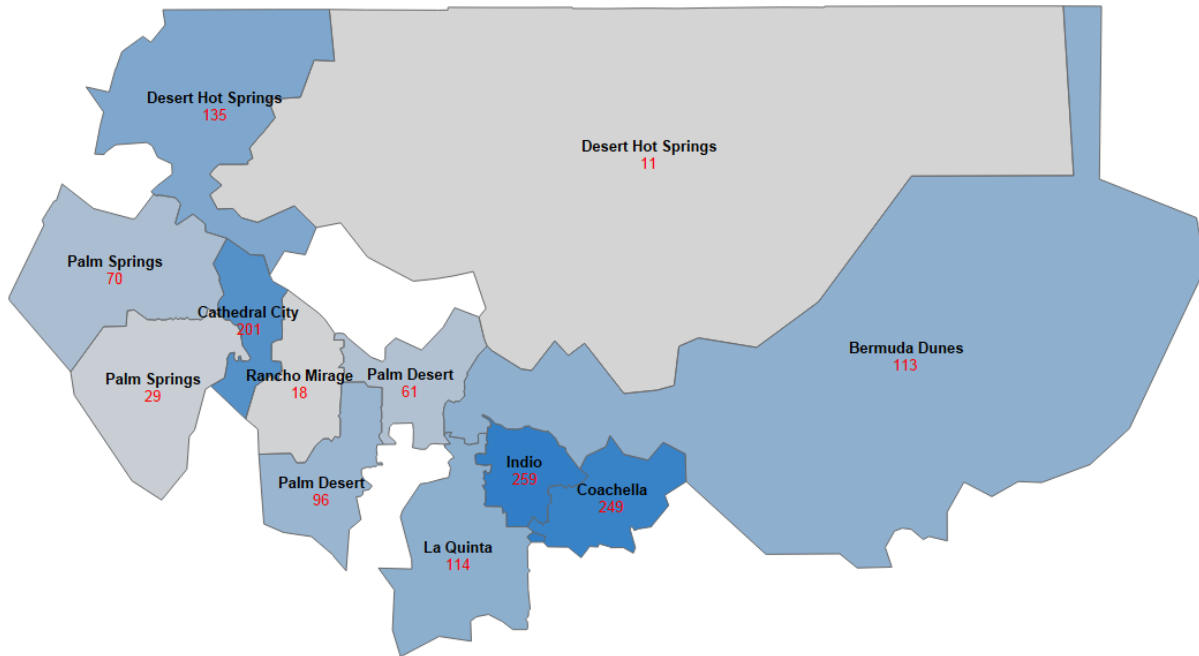 Desert Hot Springs
135
Desert Hot Springs
11
Palm Springs
70
Cathedral City
201
Bermuda Dunes
113
Palm Springs
29
Rancho Mirage
18
Palm Desert
61
Indio
259
Palm Desert
96
Coachella
249
La Quinta
114